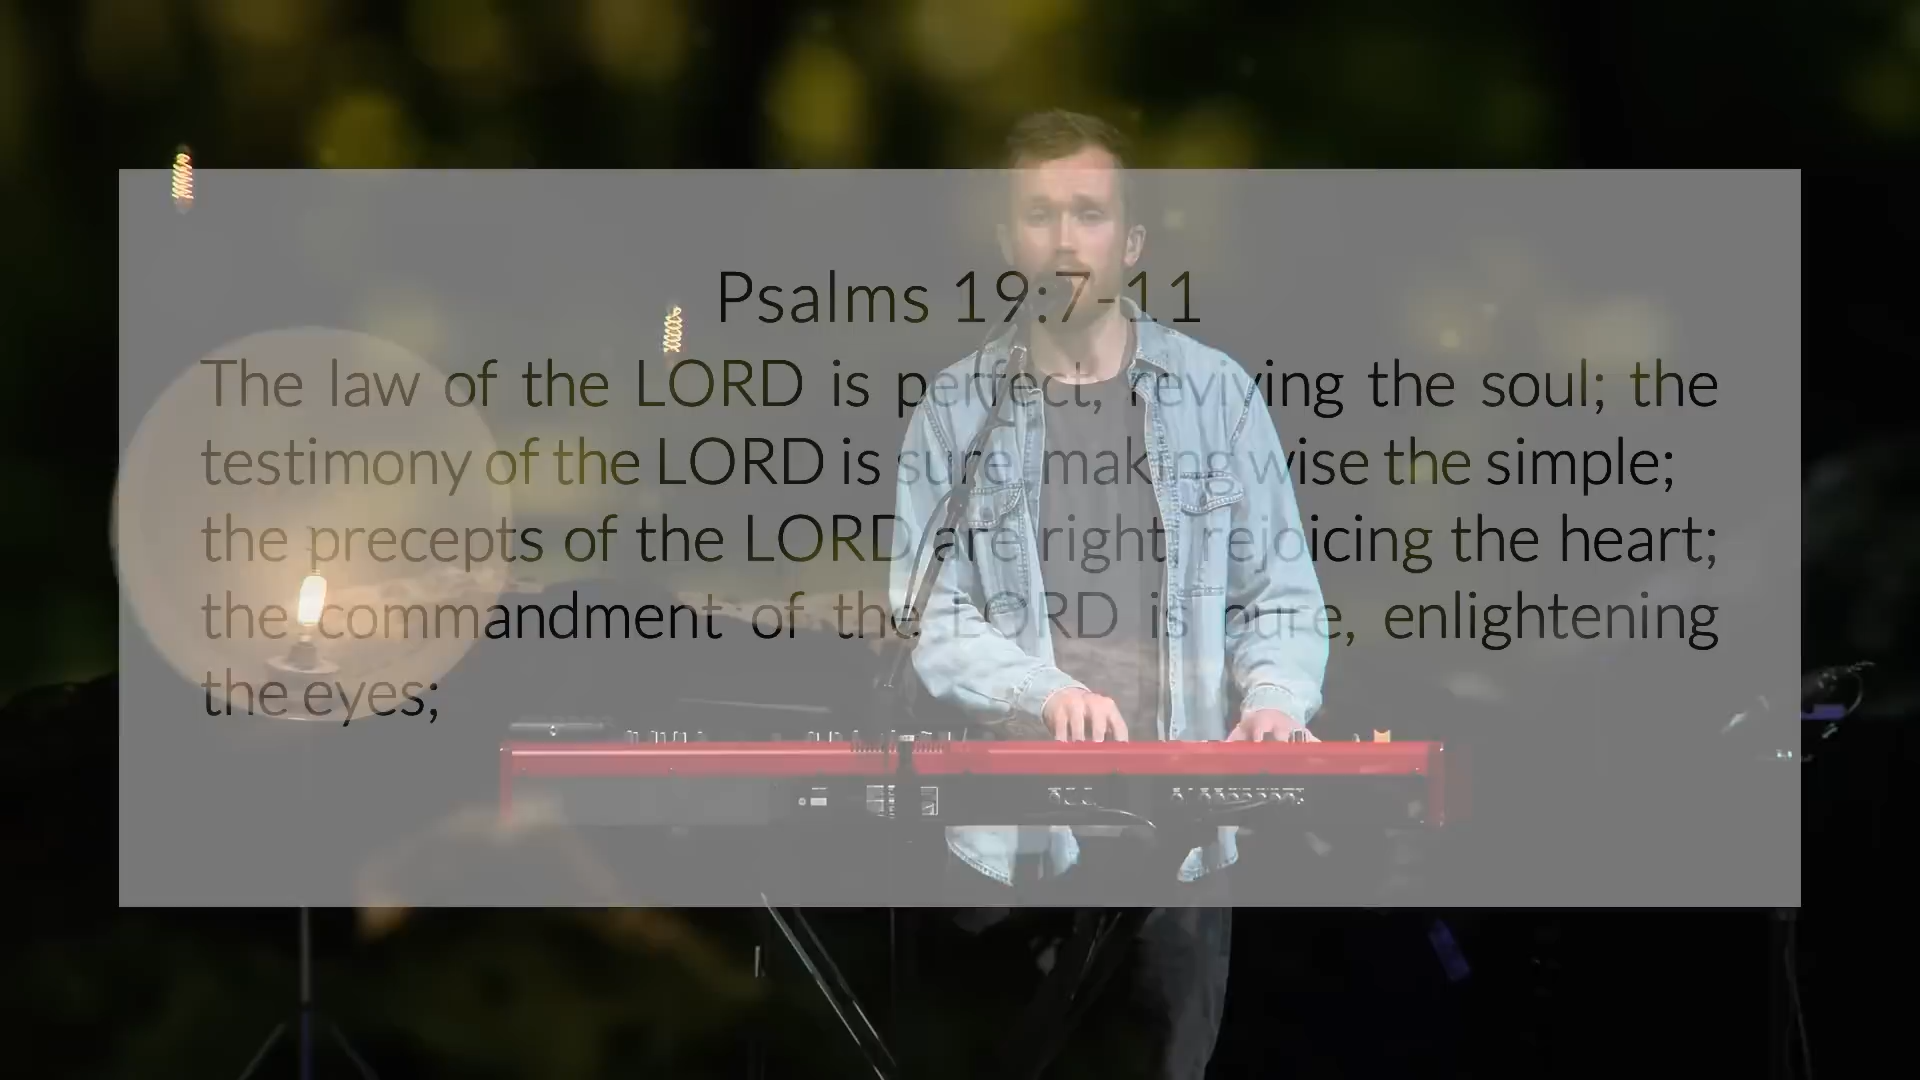 Psalms 19:7-11
The law of the LORD is perfect, reviving the soul; the
testimony of the LORD is sure, making wise the simple;
the precepts of the LORD are right, rejoicing the heart;
the commandment of the LORD is pure, enlightening
the eyes;